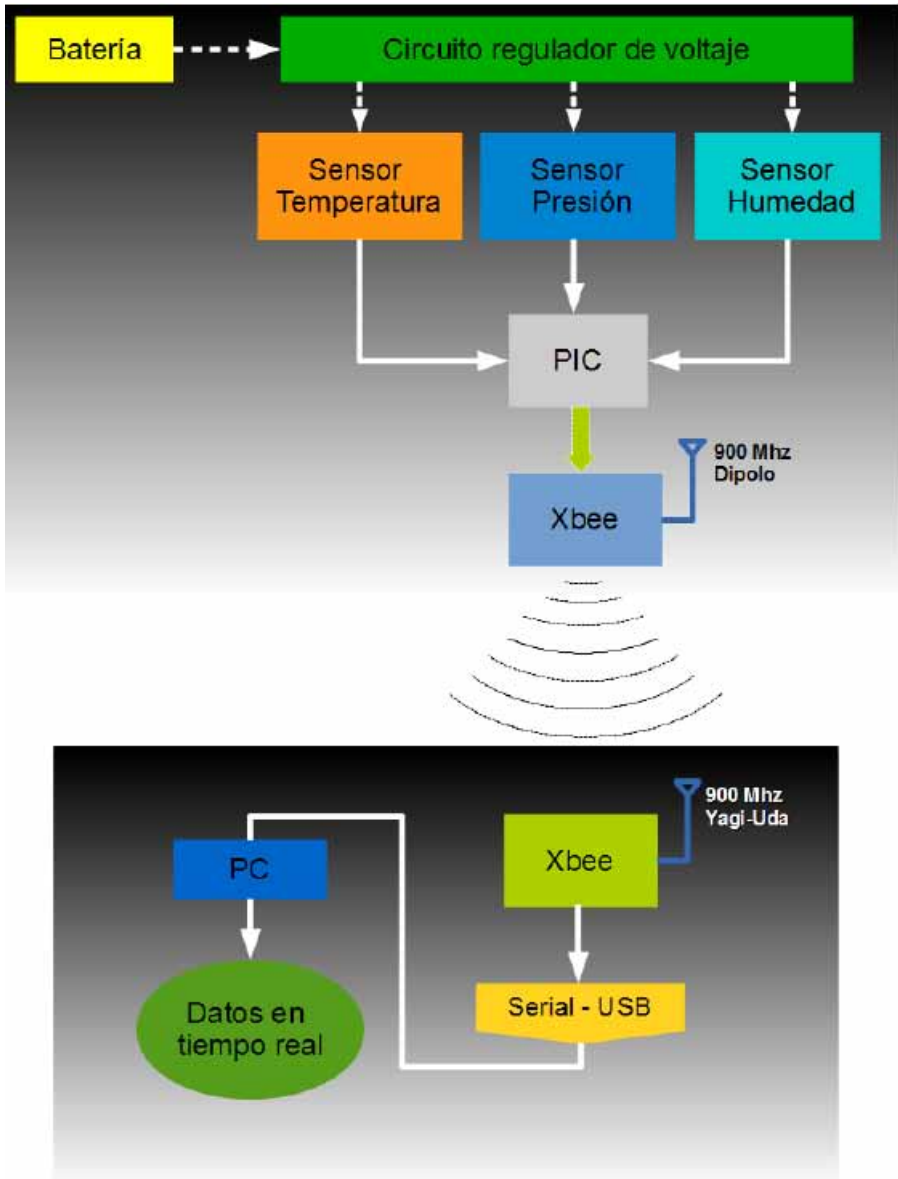 Batería
Circuito regulador de voltaje
Sensor
Temperatura
Sensor
Presión
Sensor
Humedad
PIC
900 Mhz
Dipolo
Xbee
900 Mhz
Yagi-Uda
Xbee
PC
Serial - USB
Datos en
tiempo real